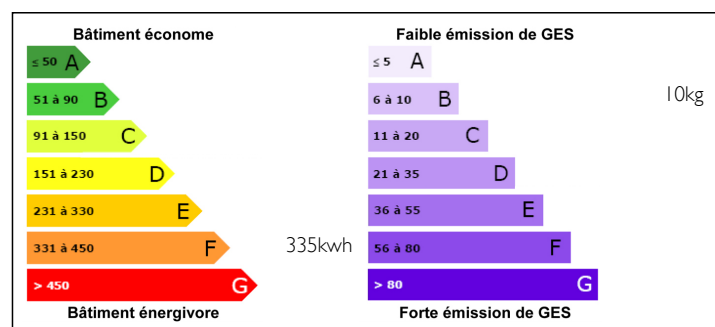 Bâtiment économe
≤ 50 A
51 à 90 B
91 à 150 C
151 à 230 D
231 à 330 E
331 à 450 F
335kwh
> 450 G
Bâtiment énergivore
Faible émission de GES
≤ 5 A
6 à 10 B
10kg
11 à 20 C
21 à 35 D
36 à 55 E
56 à 80 F
> 80 G
Forte émission de GES